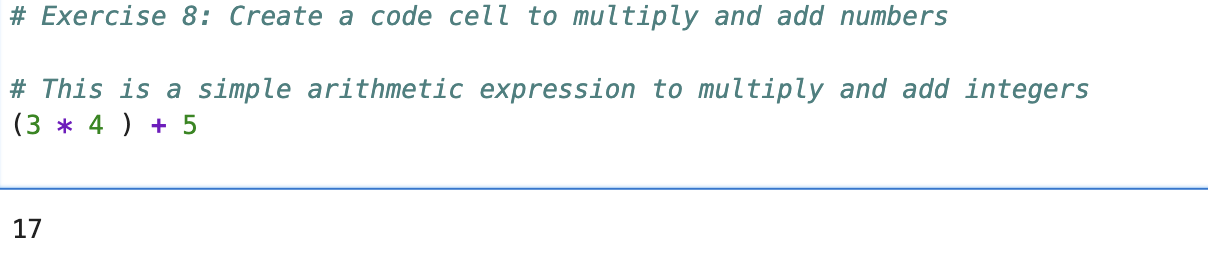 # Exercise 8: Create a code cell to multiply and add numbers
# This is a simple arithmetic expression to multiply and add integers
(3 * 4 ) + 5
17